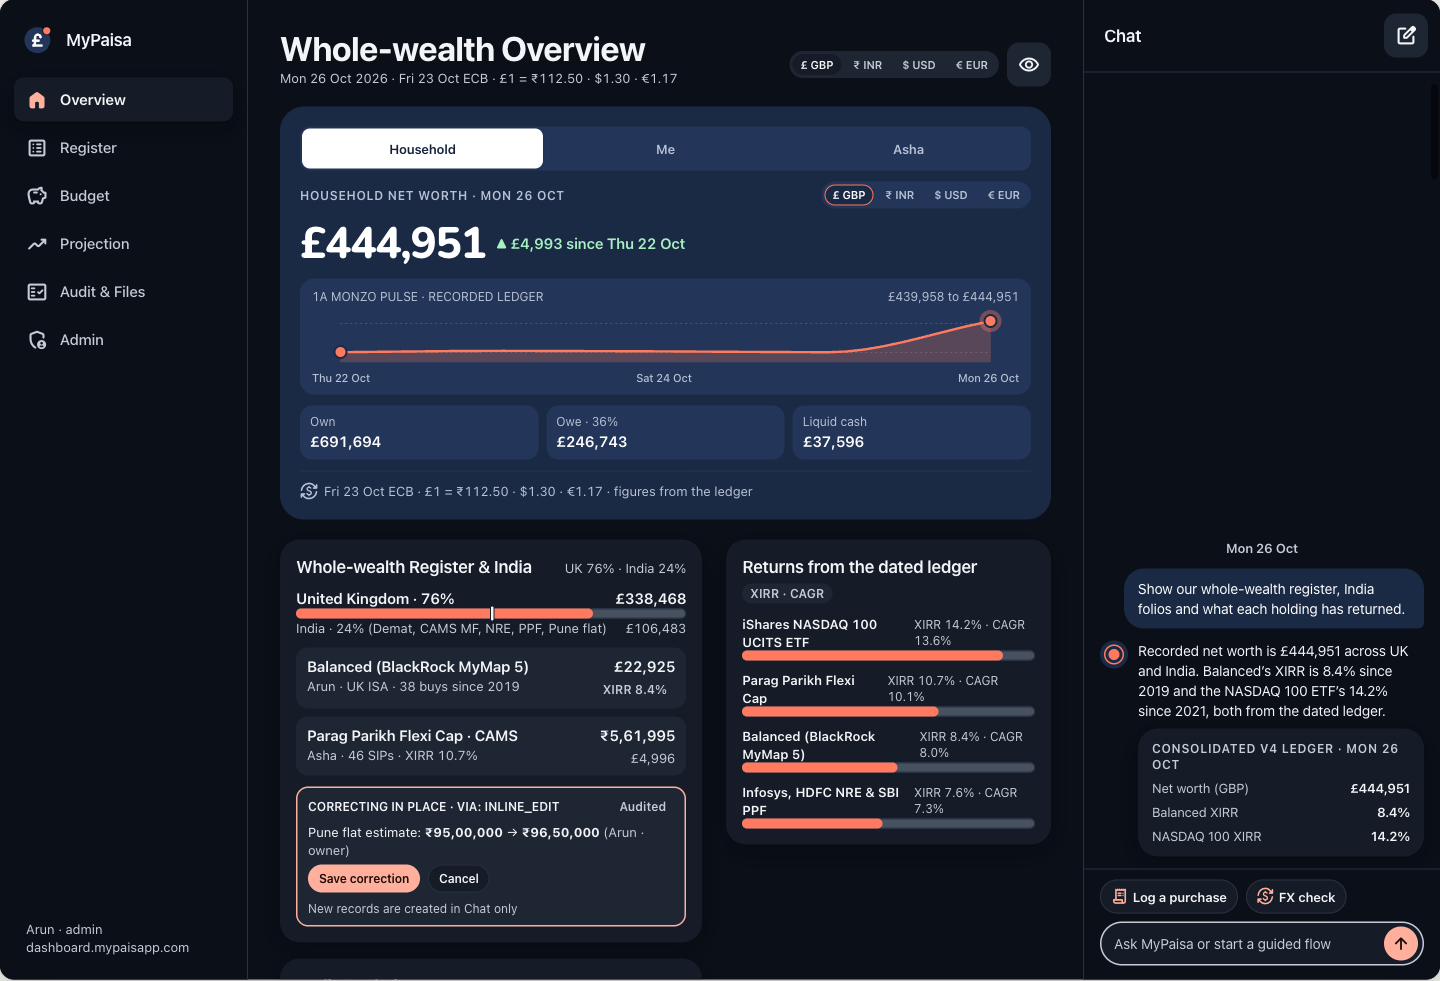 £ MyPaisa
Overview
Register
Budget
Projection
Audit & Files
Admin
Arun · admin
dashboard.mypaisapp.com
Whole-wealth Overview
Mon 26 Oct 2026 · Fri 23 Oct ECB · £1 = ₹112.50 · $1.30 · €1.17
£ GBP ₹ INR $ USD € EUR
Household Me Asha
HOUSEHOLD NET WORTH · MON 26 OCT
£ GBP ₹ INR $ USD € EUR
£444,951 ▲ £4,993 since Thu 22 Oct
1A MONZO PULSE · RECORDED LEDGER £439,958 to £444,951
Thu 22 Oct Sat 24 Oct Mon 26 Oct
Own
£691,694
Owe · 36%
£246,743
Liquid cash
£37,596
Fri 23 Oct ECB · £1 = ₹112.50 · $1.30 · €1.17 · figures from the ledger
Whole-wealth Register & India UK 76% · India 24%
United Kingdom · 76% £338,468
India · 24% (Demat, CAMS MF, NRE, PPF, Pune flat) £106,483
Balanced (BlackRock MyMap 5) £22,925
Arun · UK ISA · 38 buys since 2019 XIRR 8.4%
Parag Parikh Flexi Cap · CAMS ₹5,61,995
Asha · 46 SIPs · XIRR 10.7% £4,996
CORRECTING IN PLACE · VIA: INLINE_EDIT Audited
Pune flat estimate: ₹95,00,000 → ₹96,50,000 (Arun ·
owner)
Save correction Cancel
New records are created in Chat only
Returns from the dated ledger
XIRR · CAGR
iShares NASDAQ 100
UCITS ETF
XIRR 14.2% · CAGR
13.6%
Parag Parikh Flexi
Cap
XIRR 10.7% · CAGR
10.1%
Balanced (BlackRock
MyMap 5)
XIRR 8.4% · CAGR
8.0%
Infosys, HDFC NRE & SBI
PPF
XIRR 7.6% · CAGR
7.3%
Chat
Mon 26 Oct
Show our whole-wealth register, India
folios and what each holding has returned.
Recorded net worth is £444,951 across UK
and India. Balanced's XIRR is 8.4% since
2019 and the NASDAQ 100 ETF's 14.2%
since 2021, both from the dated ledger.
CONSOLIDATED V4 LEDGER · MON 26
OCT
Net worth (GBP) £444,951
Balanced XIRR 8.4%
NASDAQ 100 XIRR 14.2%
Log a purchase FX check
Ask MyPaisa or start a guided flow